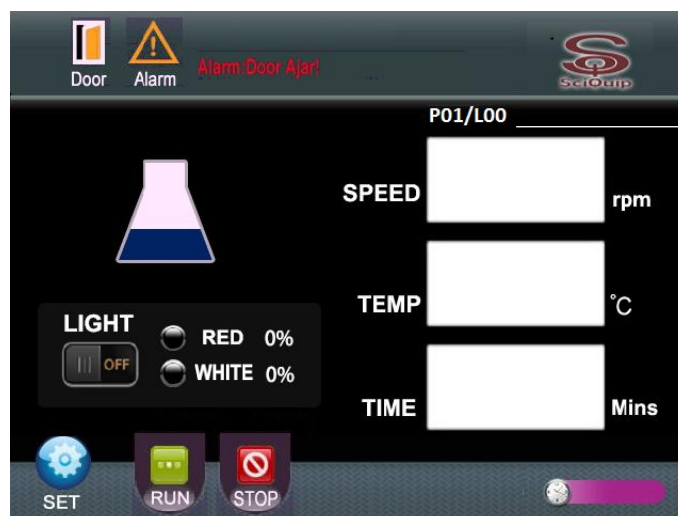 Door
Alarm
Alarm:Door Ajar!
SQ
SciQuip
P01/L00
SPEED
rpm
TEMP
°C
LIGHT
OFF
RED 0%
WHITE 0%
TIME
Mins
SET
RUN
STOP